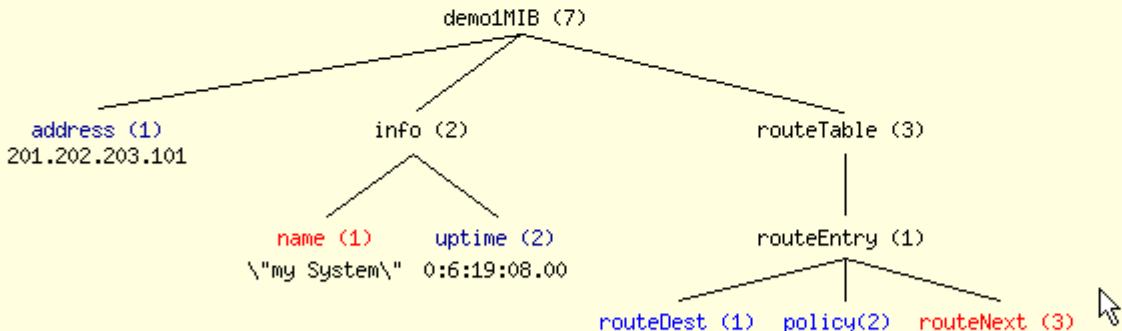 demo1MIB (7)
address (1) info (2) routeTable (3)
201.202.203.101
name (1) uptime (2) routeEntry (1)
\"my System\" 0:6:19:08.00
routeDest (1) policy(2) routeNext (3)